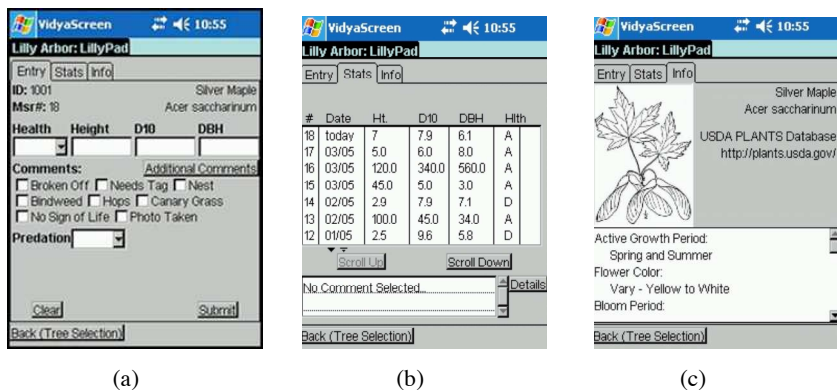 VidyaScreen 10:55
Lilly Arbor: LillyPad
Entry Stats Info
ID: 1001 Silver Maple
Msr#: 18 Acer saccharinum
Health Height D10 DBH
Comments: Additional Comments
Broken Off Needs Tag Nest
Bindweed Hops Canary Grass
No Sign of Life Photo Taken
Predation
Clear Submit
Back (Tree Selection)
(a)
VidyaScreen 10:55
Lilly Arbor: LillyPad
Entry Stats Info
# Date Ht. D10 DBH Hlth
18 today 7 7.9 6.1 A
17 03/05 5.0 6.0 8.0 A
16 03/05 120.0 340.0 560.0 A
15 03/05 45.0 5.0 3.0 A
14 02/05 2.9 7.9 7.1 D
13 02/05 100.0 45.0 34.0 A
12 01/05 2.5 9.6 5.8 D
Scroll Up Scroll Down
No Comment Selected... Details
Back (Tree Selection)
(b)
VidyaScreen 10:55
Lilly Arbor: LillyPad
Entry Stats Info
Silver Maple
Acer saccharinum
USDA PLANTS Database
http://plants.usda.gov/
Active Growth Period:
Spring and Summer
Flower Color:
Vary - Yellow to White
Bloom Period:
Back (Tree Selection)
(c)